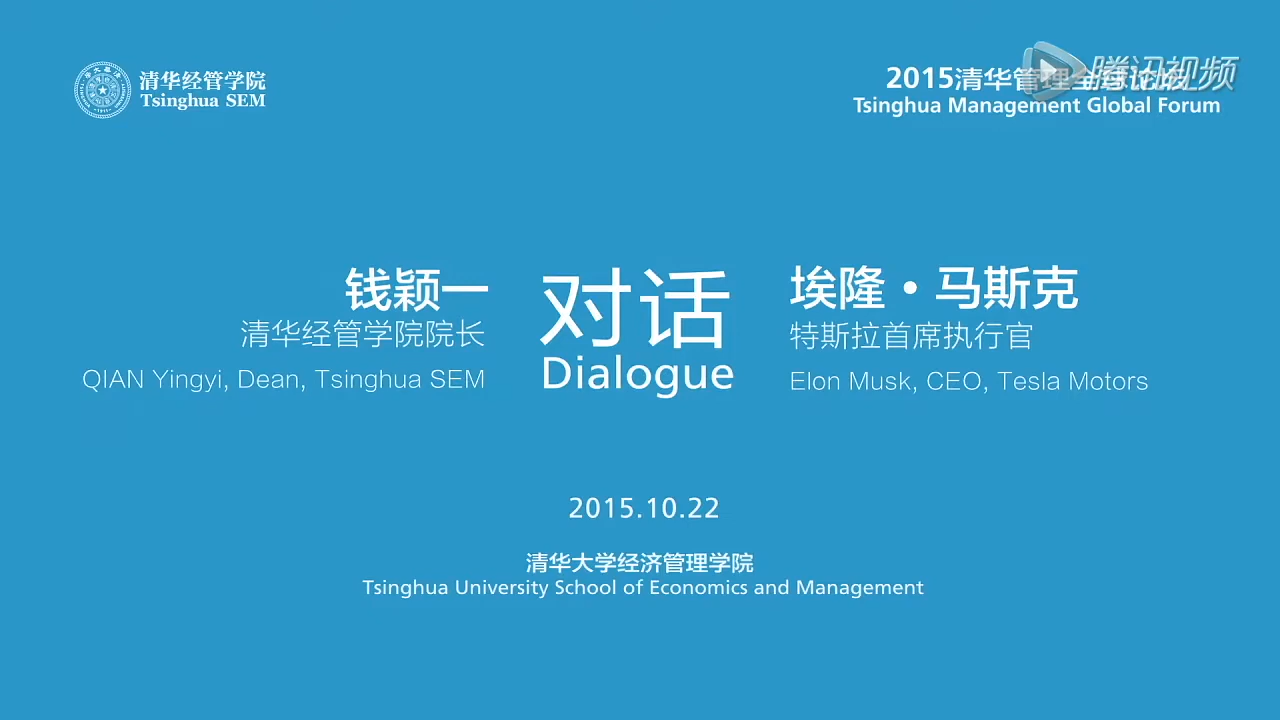 清华经管学院
Tsinghua SEM
2015清华管理全球论坛
Tsinghua Management Global Forum
腾讯视频
钱颖一
清华经管学院院长
QIAN Yingyi, Dean, Tsinghua SEM
对话
Dialogue
埃隆·马斯克
特斯拉首席执行官
Elon Musk, CEO, Tesla Motors
2015.10.22
清华大学经济管理学院
Tsinghua University School of Economics and Management